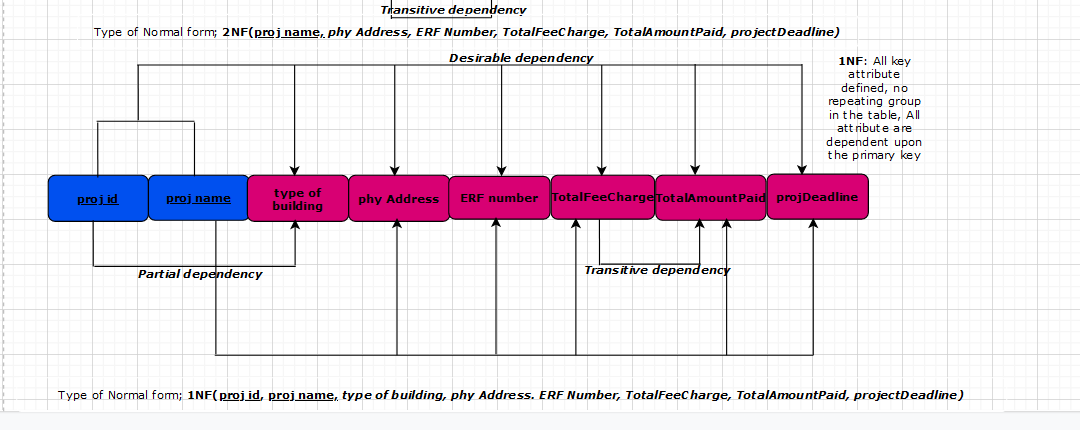 Transitive dependency
Type of Normal form; 2NF(proj name, phy Address, ERF Number, TotalFeeCharge, TotalAmountPaid, projectDeadline)
Desirable dependency
1NF: All key
attribute
defined, no
repeating group
in the table, All
attribute are
dependent upon
the primary key
proj id
proj name
type of
building
phy Address
ERF number
TotalFeeCharge
TotalAmountPaid
projDeadline
Partial dependency
Transitive dependency
Type of Normal form; 1NF(proj id, proj name, type of building, phy Address. ERF Number, TotalFeeCharge, TotalAmountPaid, projectDeadline)